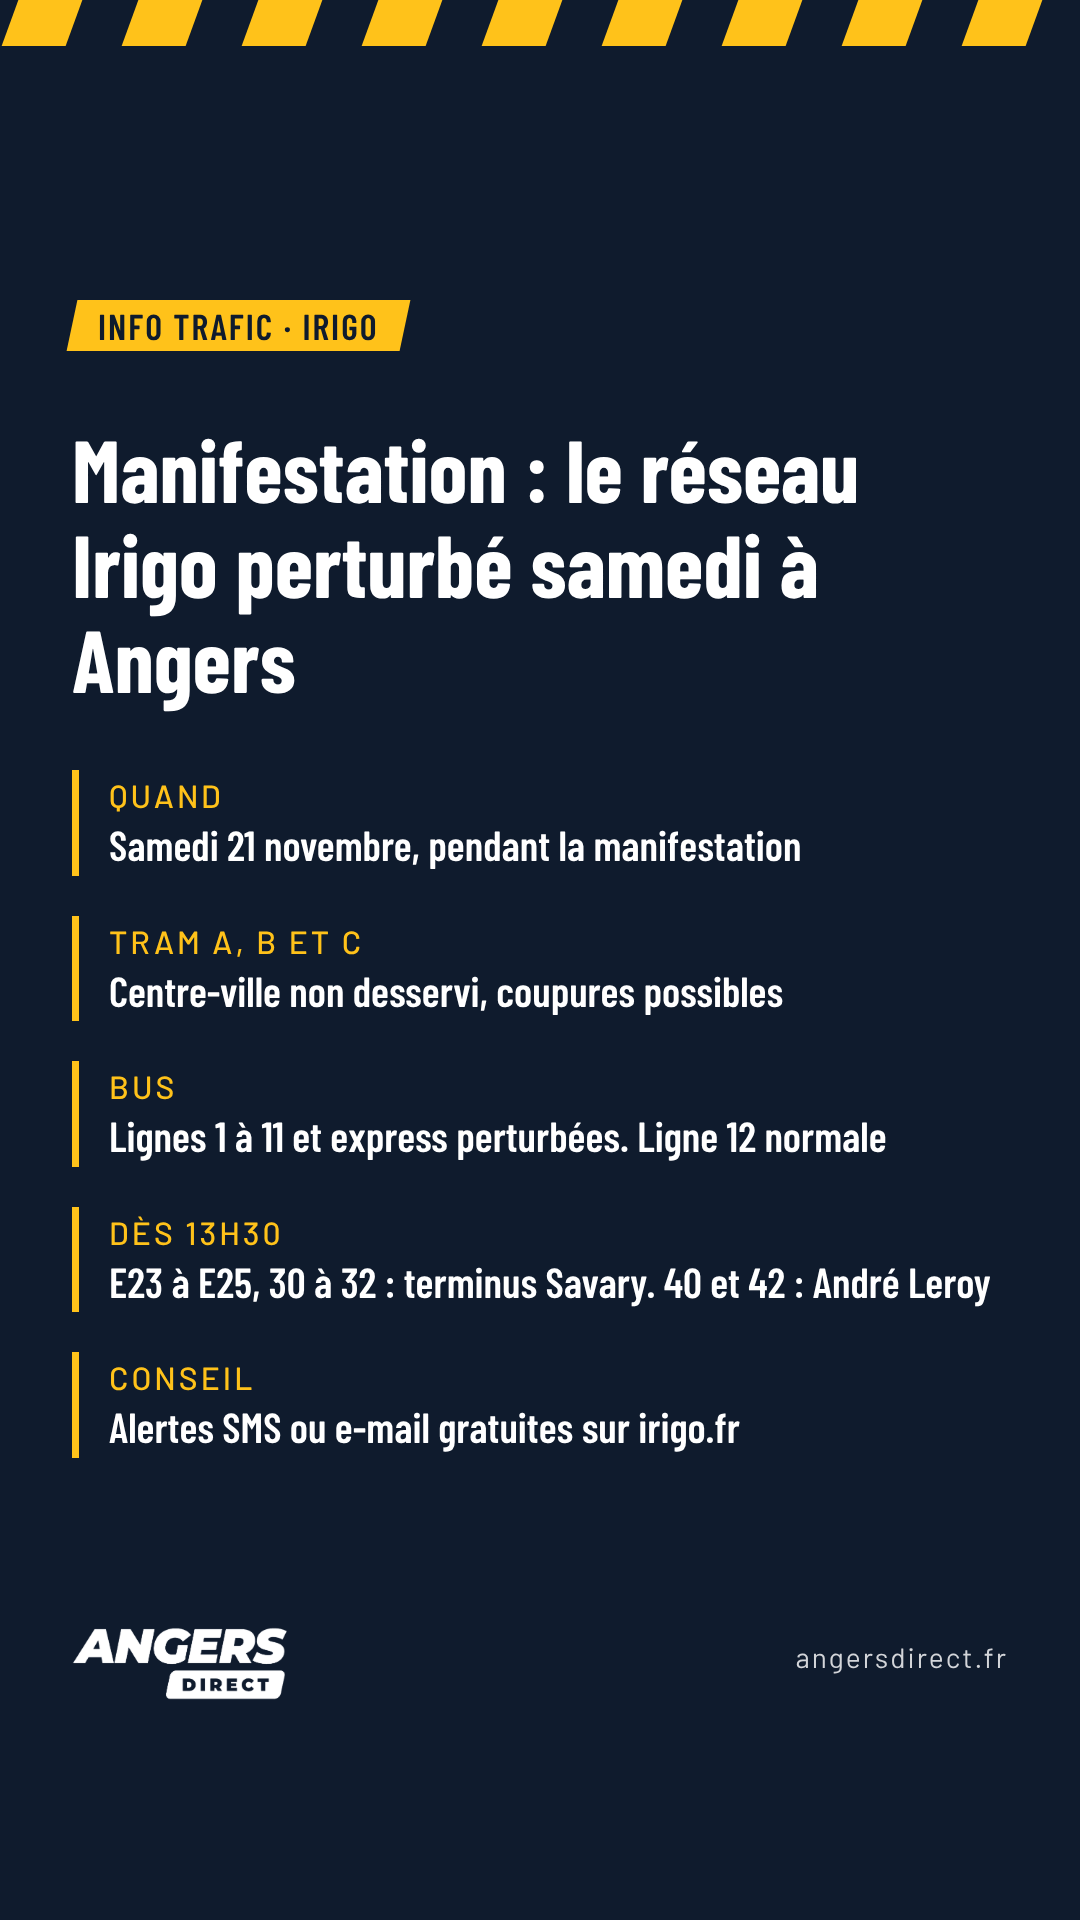 INFO TRAFIC · IRIGO
Manifestation : le réseau
Irigo perturbé samedi à
Angers
QUAND
Samedi 21 novembre, pendant la manifestation
TRAM A, B ET C
Centre-ville non desservi, coupures possibles
BUS
Lignes 1 à 11 et express perturbées. Ligne 12 normale
DÈS 13H30
E23 à E25, 30 à 32 : terminus Savary. 40 et 42 : André Leroy
CONSEIL
Alertes SMS ou e-mail gratuites sur irigo.fr
ANGERS
DIRECT
angersdirect.fr